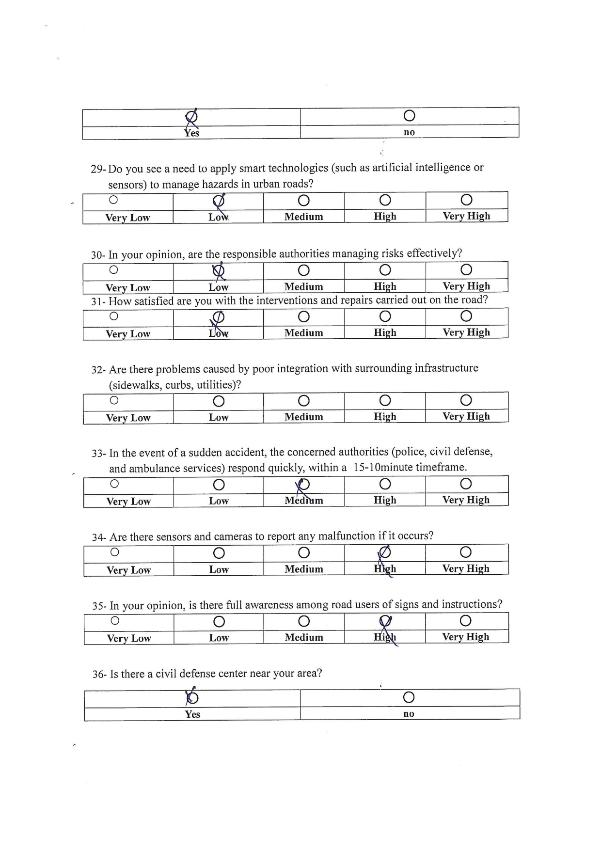 Yes no
29- Do you see a need to apply smart technologies (such as artificial intelligence or
sensors) to manage hazards in urban roads?
Very Low Low Medium High Very High
30- In your opinion, are the responsible authorities managing risks effectively?
Very Low Low Medium High Very High
31- How satisfied are you with the interventions and repairs carried out on the road?
Very Low Low Medium High Very High
32- Are there problems caused by poor integration with surrounding infrastructure
(sidewalks, curbs, utilities)?
Very Low Low Medium High Very High
33- In the event of a sudden accident, the concerned authorities (police, civil defense,
and ambulance services) respond quickly, within a 15-10minute timeframe.
Very Low Low Medium High Very High
34- Are there sensors and cameras to report any malfunction if it occurs?
Very Low Low Medium High Very High
35- In your opinion, is there full awareness among road users of signs and instructions?
Very Low Low Medium High Very High
36- Is there a civil defense center near your area?
Yes no